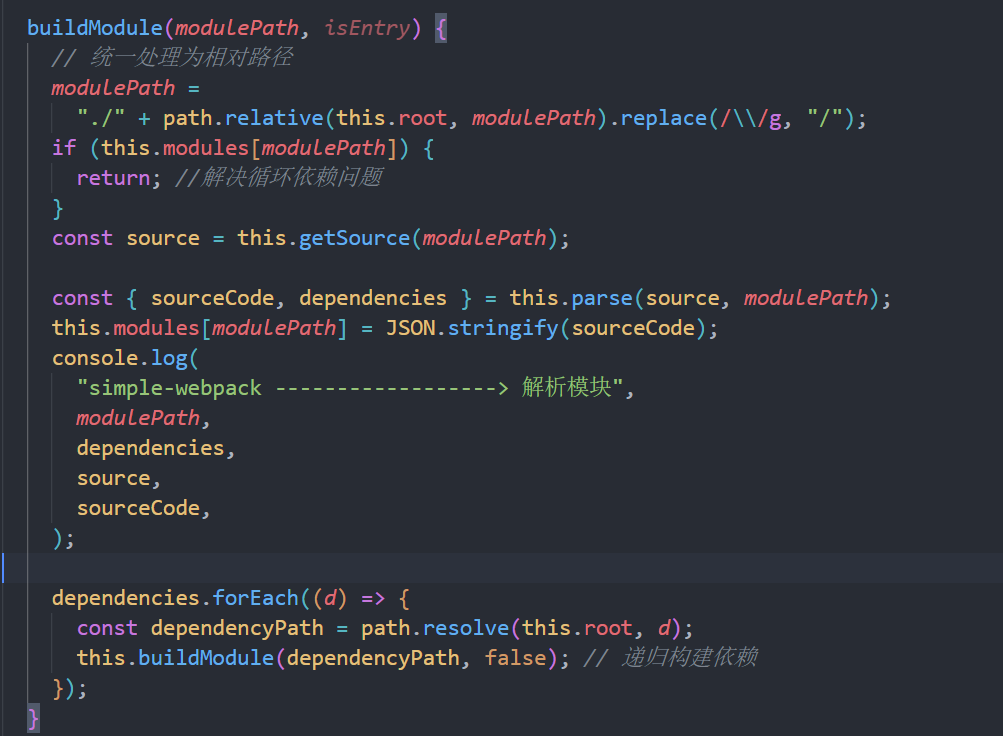 buildModule(modulePath, isEntry) {
// 统一处理为相对路径
modulePath =
"./" + path.relative(this.root, modulePath).replace(/\\/g, "/");
if (this.modules[modulePath]) {
return; //解决循环依赖问题
}
const source = this.getSource(modulePath);
const { sourceCode, dependencies } = this.parse(source, modulePath);
this.modules[modulePath] = JSON.stringify(sourceCode);
console.log(
"simple-webpack ------------------> 解析模块",
modulePath,
dependencies,
source,
sourceCode,
);
dependencies.forEach((d) => {
const dependencyPath = path.resolve(this.root, d);
this.buildModule(dependencyPath, false); // 递归构建依赖
});
}